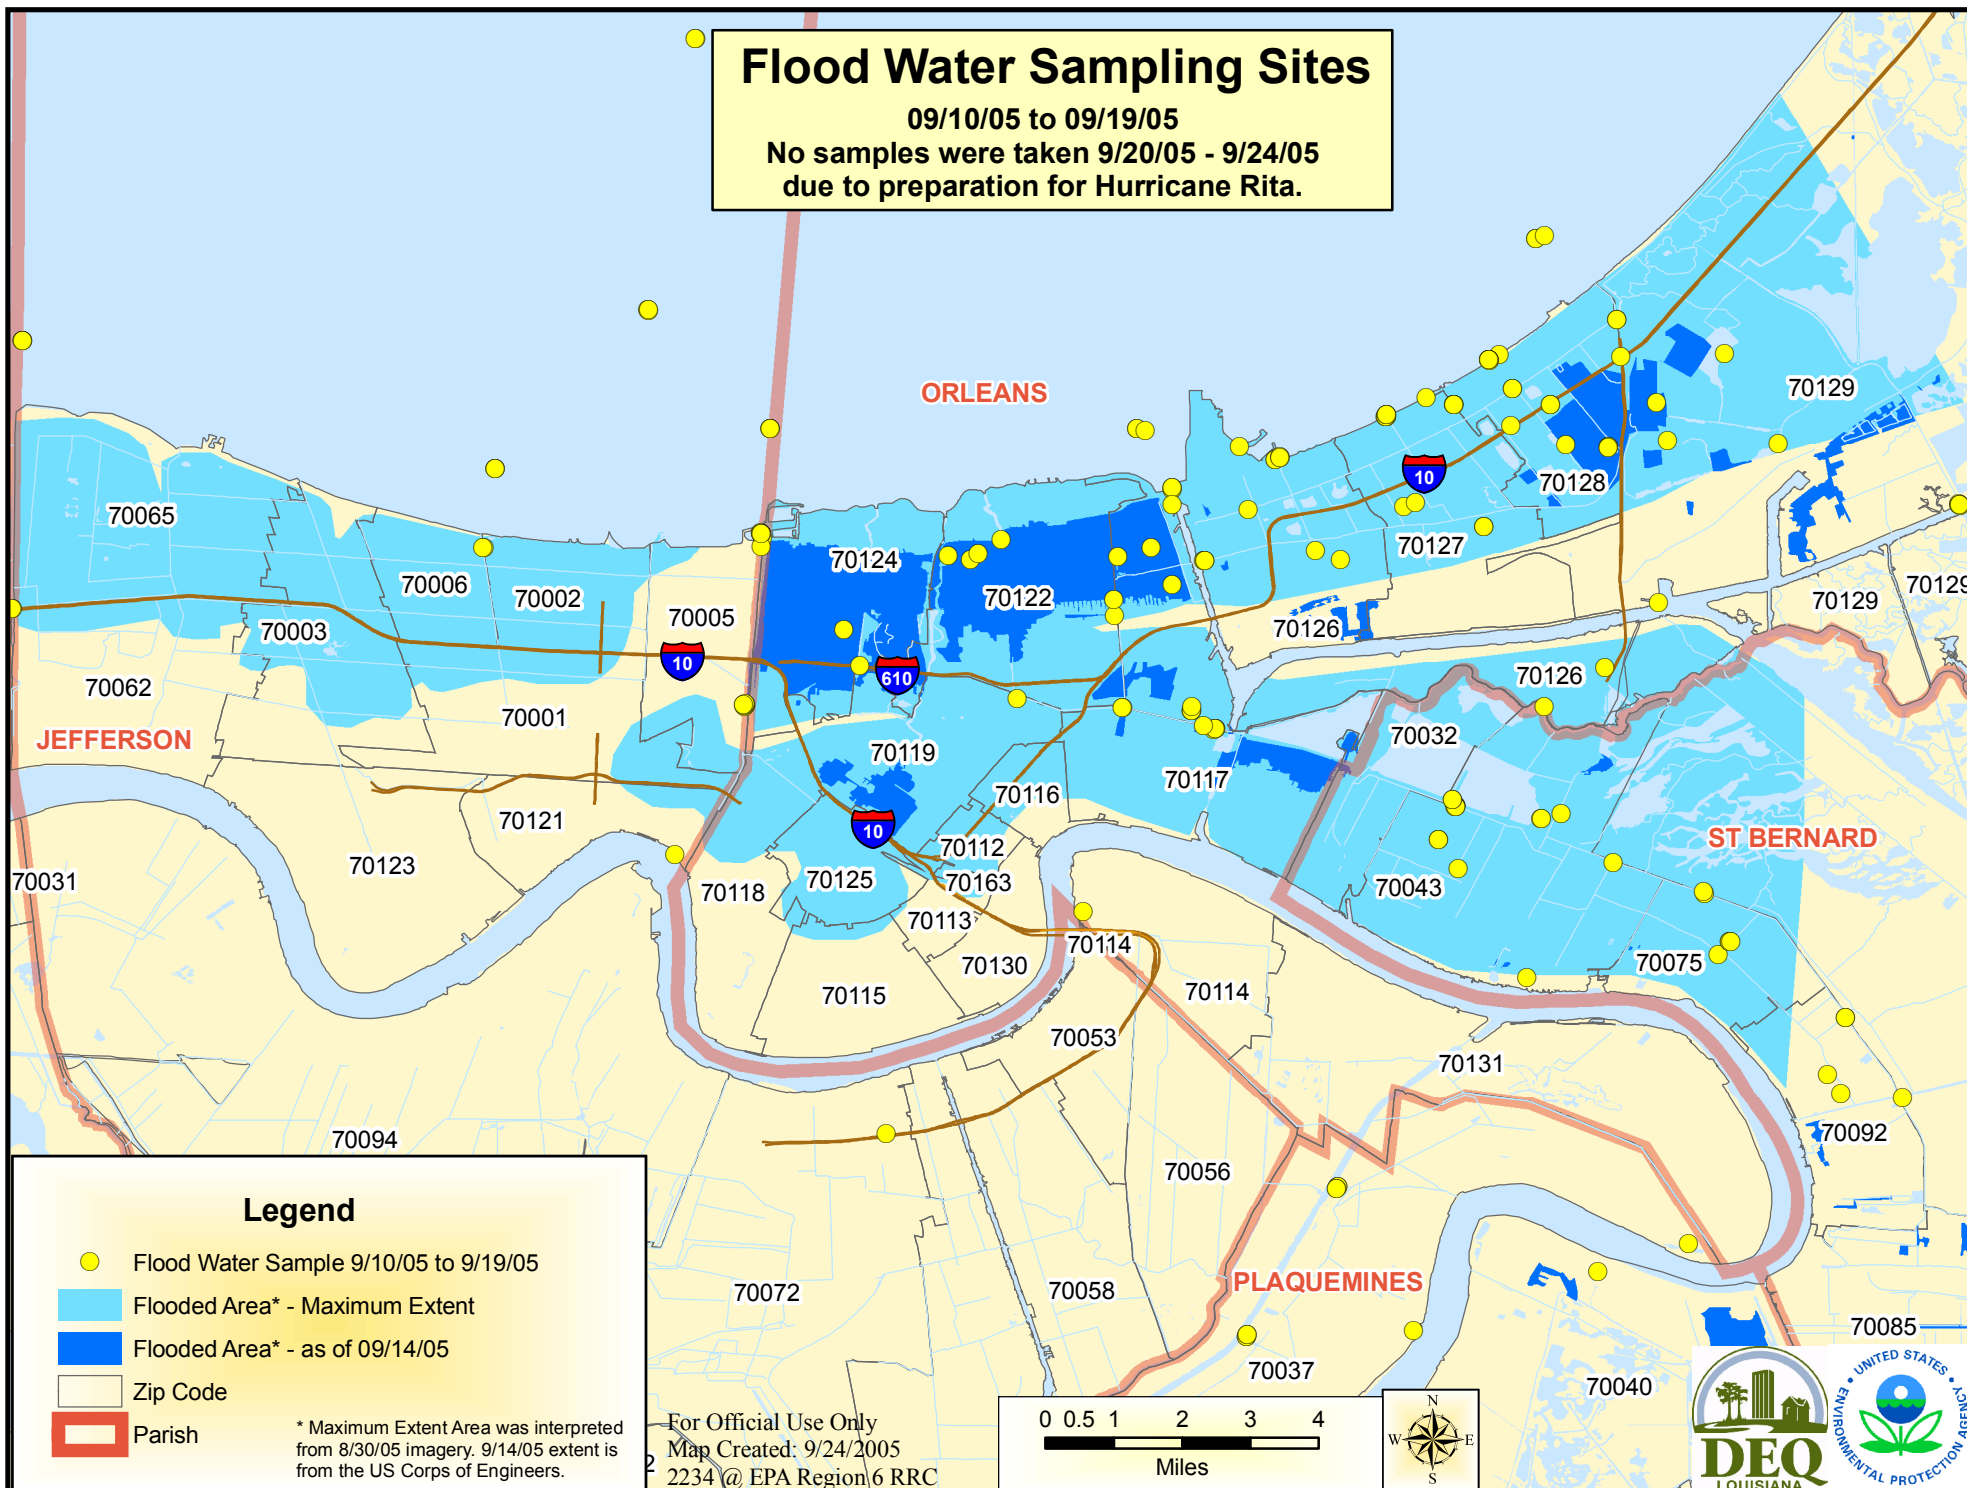 Flood Water Sampling Sites
09/10/05 to 09/19/05
No samples were taken 9/20/05 - 9/24/05
due to preparation for Hurricane Rita.
ORLEANS
70129
70065
70124
70128
70127
70006
70002
70122
70005
70003
70126
70129
70129
10
10
610
70062
70001
70126
JEFFERSON
70119
70032
70117
70116
70121
10
70112
ST BERNARD
70123
70031
70118
70125
70163
70043
70113
70114
70130
70075
70115
70114
70053
70131
70094
70092
70056
PLAQUEMINES
70072
70058
70085
70037
70040
Legend
Flood Water Sample 9/10/05 to 9/19/05
Flooded Area* - Maximum Extent
Flooded Area* - as of 09/14/05
Zip Code
Parish
* Maximum Extent Area was interpreted
from 8/30/05 imagery. 9/14/05 extent is
from the US Corps of Engineers.
2
For Official Use Only
Map Created: 9/24/2005
2234 @ EPA Region 6 RRC
0 0.5 1 2 3 4
Miles
N
W E
S
DEQ
LOUISIANA
UNITED STATES
ENVIRONMENTAL PROTECTION AGENCY